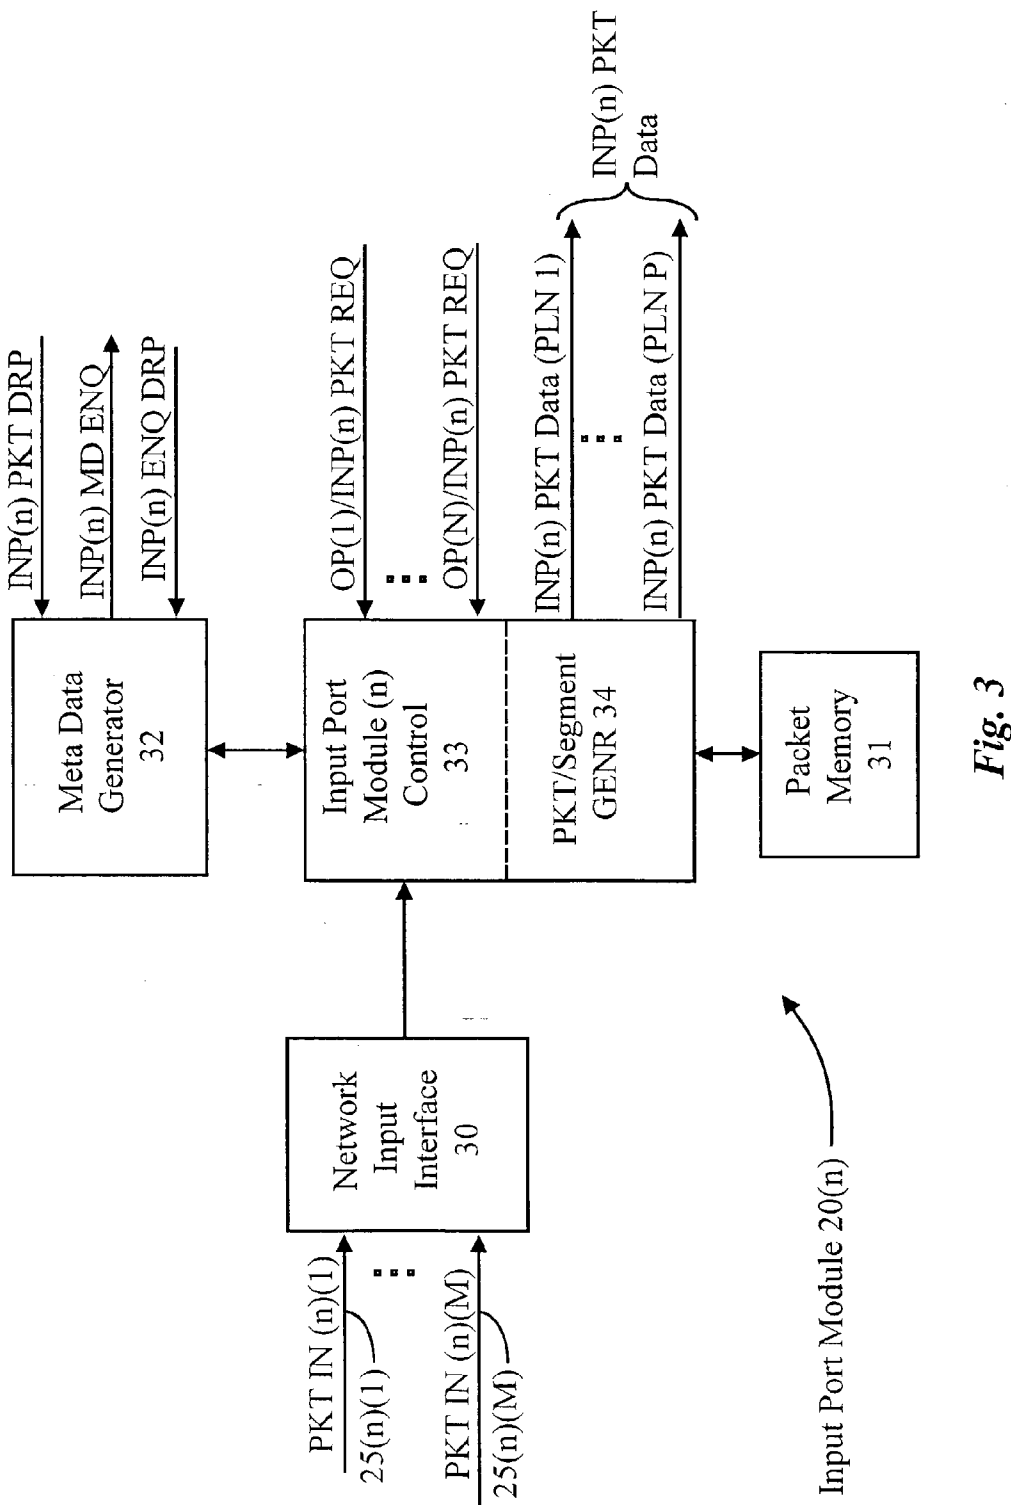 INP(n) PKT DRP
INP(n) MD ENQ
INP(n) ENQ DRP
Meta Data
Generator
32
OP(1)/INP(n) PKT REQ
OP(N)/INP(n) PKT REQ
Input Port
Module (n)
Control
33
PKT/Segment
GENR 34
INP(n) PKT Data (PLN 1)
INP(n) PKT Data (PLN P)
INP(n) PKT
Data
Packet
Memory
31
Network
Input
Interface
30
PKT IN (n)(1)
25(n)(1)
PKT IN (n)(M)
25(n)(M)
Input Port Module 20(n)
Fig. 3